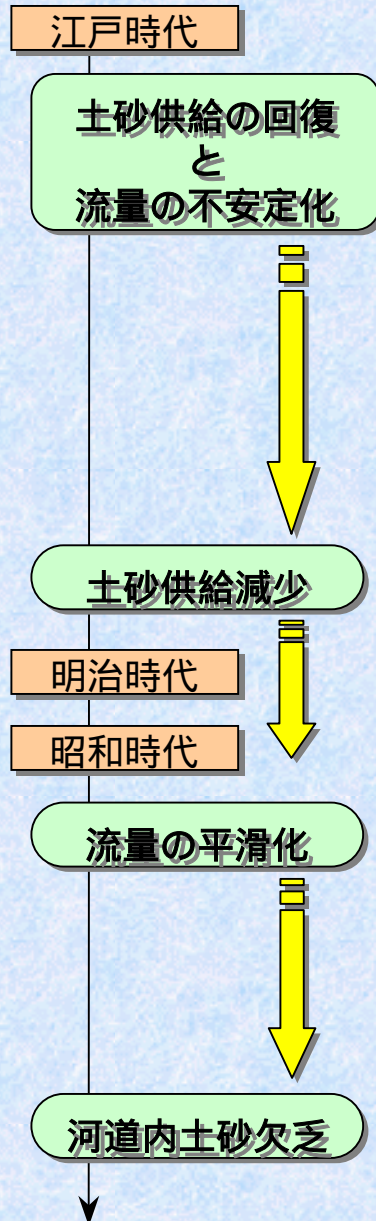 江戸時代
土砂供給の回復
と
流量の不安定化
土砂供給減少
明治時代
昭和時代
流量の平滑化
河道内土砂欠乏